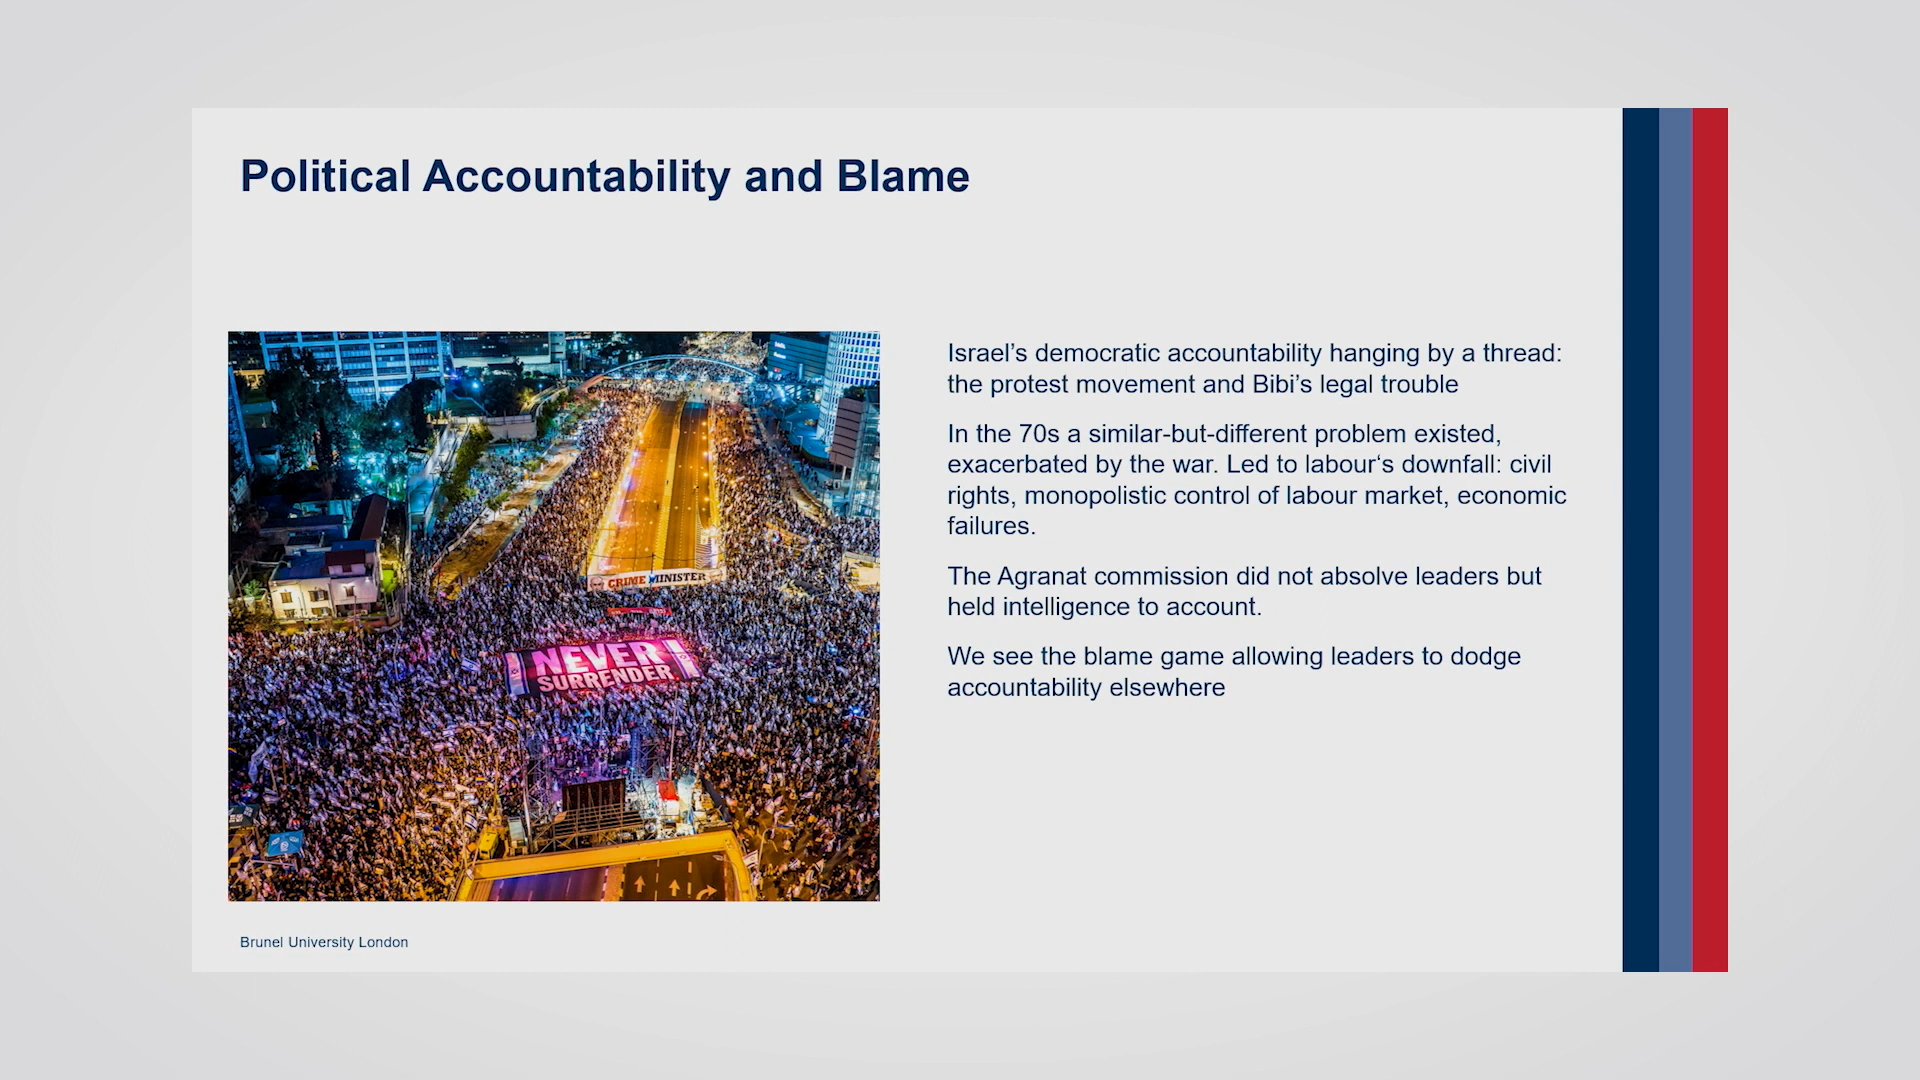 Political Accountability and Blame
CRIME MINISTER
NEVER
SURRENDER
Israel’s democratic accountability hanging by a thread:
the protest movement and Bibi’s legal trouble
In the 70s a similar-but-different problem existed,
exacerbated by the war. Led to labour‘s downfall: civil
rights, monopolistic control of labour market, economic
failures.
The Agranat commission did not absolve leaders but
held intelligence to account.
We see the blame game allowing leaders to dodge
accountability elsewhere
Brunel University London